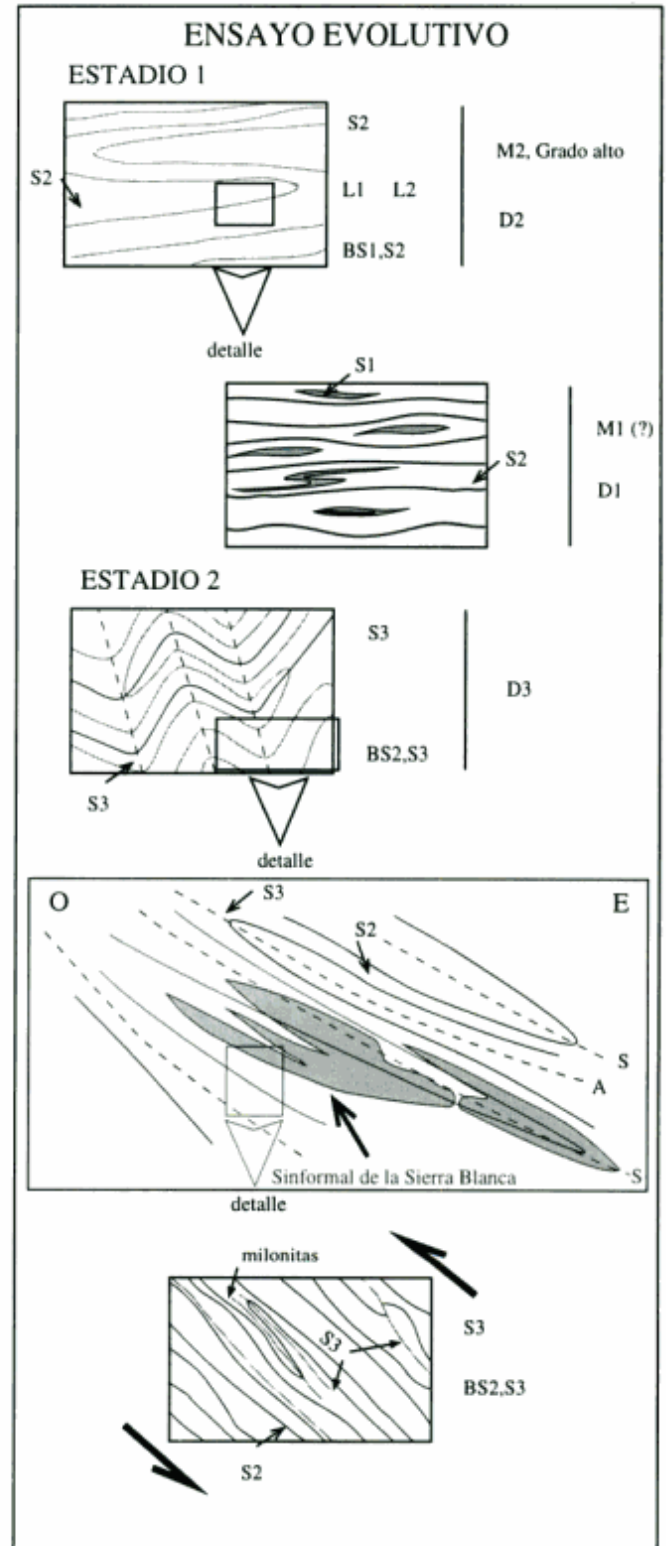 ENSAYO EVOLUTIVO
ESTADIO 1
S2
M2, Grado alto
S2
L1 L2
D2
BS1,S2
detalle
S1
M1 (?)
S2
D1
ESTADIO 2
S3
D3
BS2,S3
S3
detalle
O
S3
E
S2
S
A
Sinformal de la Sierra Blanca
S
detalle
milonitas
S3
S3
BS2,S3
S2